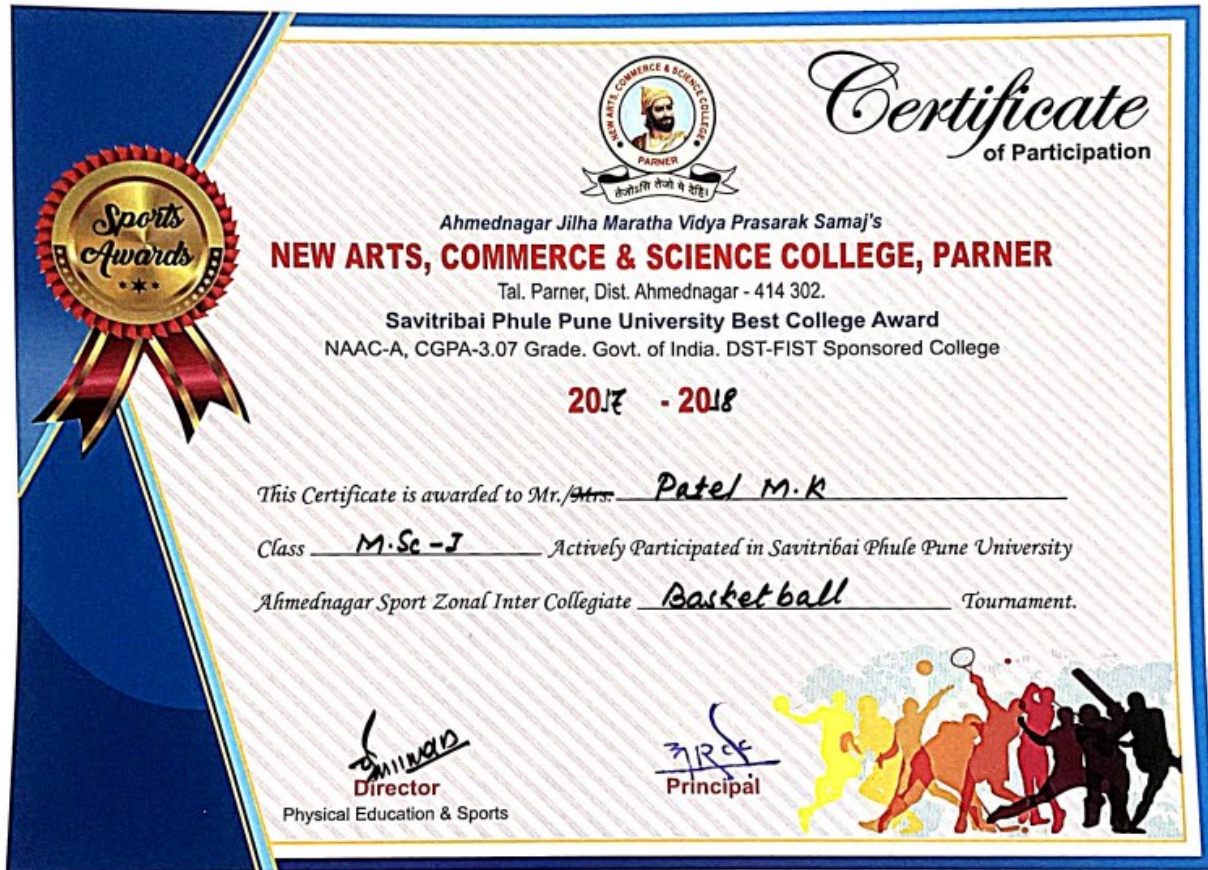 NEW ARTS, COMMERCE & SCIENCE COLLEGE
PARNER
तेजोऽसि तेजो मे देहि।
Certificate
of Participation
Sports
Awards
Ahmednagar Jilha Maratha Vidya Prasarak Samaj's
NEW ARTS, COMMERCE & SCIENCE COLLEGE, PARNER
Tal. Parner, Dist. Ahmednagar - 414 302.
Savitribai Phule Pune University Best College Award
NAAC-A, CGPA-3.07 Grade. Govt. of India. DST-FIST Sponsored College
2017 - 2018
This Certificate is awarded to Mr./Mrs. Patel M.K
Class M.Sc-I Actively Participated in Savitribai Phule Pune University
Ahmednagar Sport Zonal Inter Collegiate Basketball Tournament.
Director
Physical Education & Sports
Principal